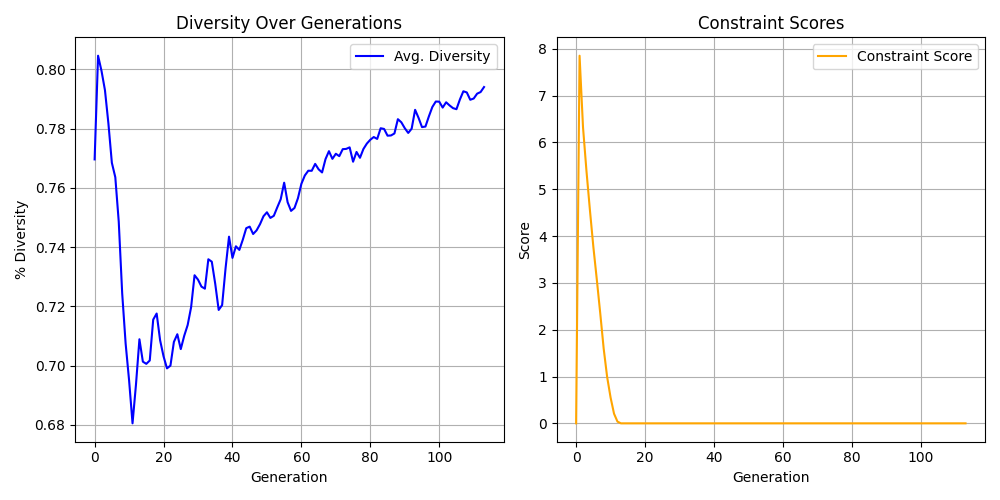 Diversity Over Generations
Avg. Diversity
% Diversity
0.80
0.78
0.76
0.74
0.72
0.70
0.68
0 20 40 60 80 100
Generation
Constraint Scores
Constraint Score
Score
8
7
6
5
4
3
2
1
0
0 20 40 60 80 100
Generation